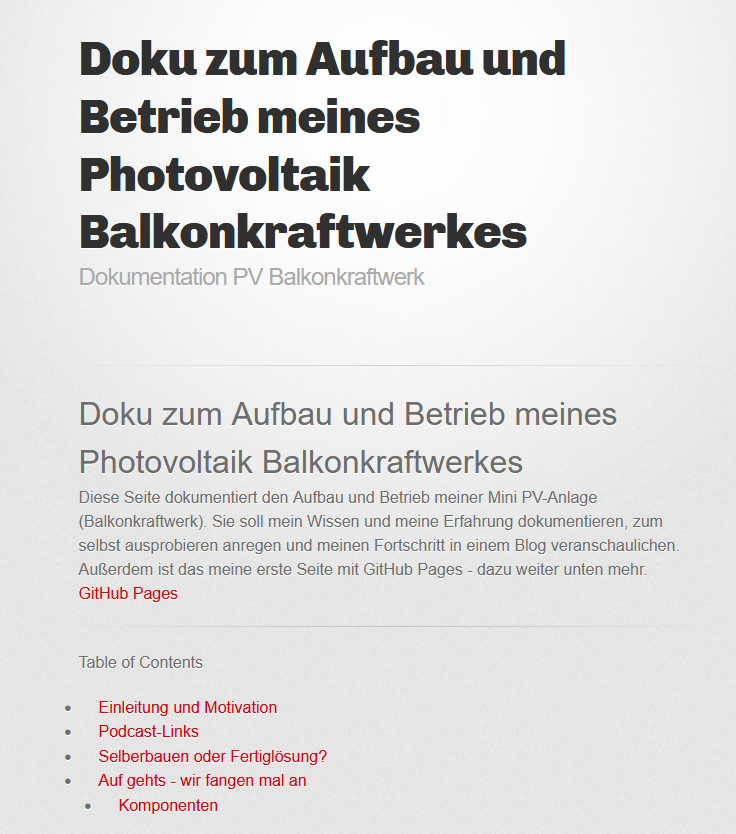 Doku zum Aufbau und
Betrieb meines
Photovoltaik
Balkonkraftwerkes
Dokumentation PV Balkonkraftwerk
Doku zum Aufbau und Betrieb meines
Photovoltaik Balkonkraftwerkes
Diese Seite dokumentiert den Aufbau und Betrieb meiner Mini PV-Anlage
(Balkonkraftwerk). Sie soll mein Wissen und meine Erfahrung dokumentieren, zum
selbst ausprobieren anregen und meinen Fortschritt in einem Blog veranschaulichen.
Außerdem ist das meine erste Seite mit GitHub Pages - dazu weiter unten mehr.
GitHub Pages
Table of Contents
• Einleitung und Motivation
• Podcast-Links
• Selberbauen oder Fertiglösung?
• Auf gehts - wir fangen mal an
• Komponenten